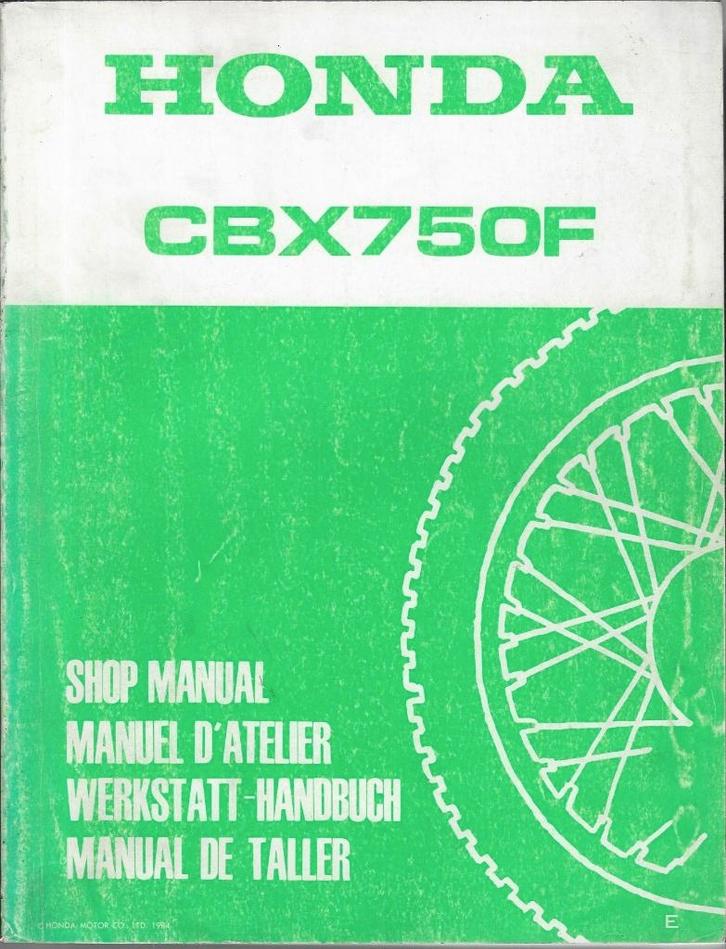 HONDA
CBX750F
SHOP MANUAL
MANUEL D'ATELIER
WERKSTATT-HANDBUCH
MANUAL DE TALLER
© HONDA MOTOR CO., LTD. 1984
E